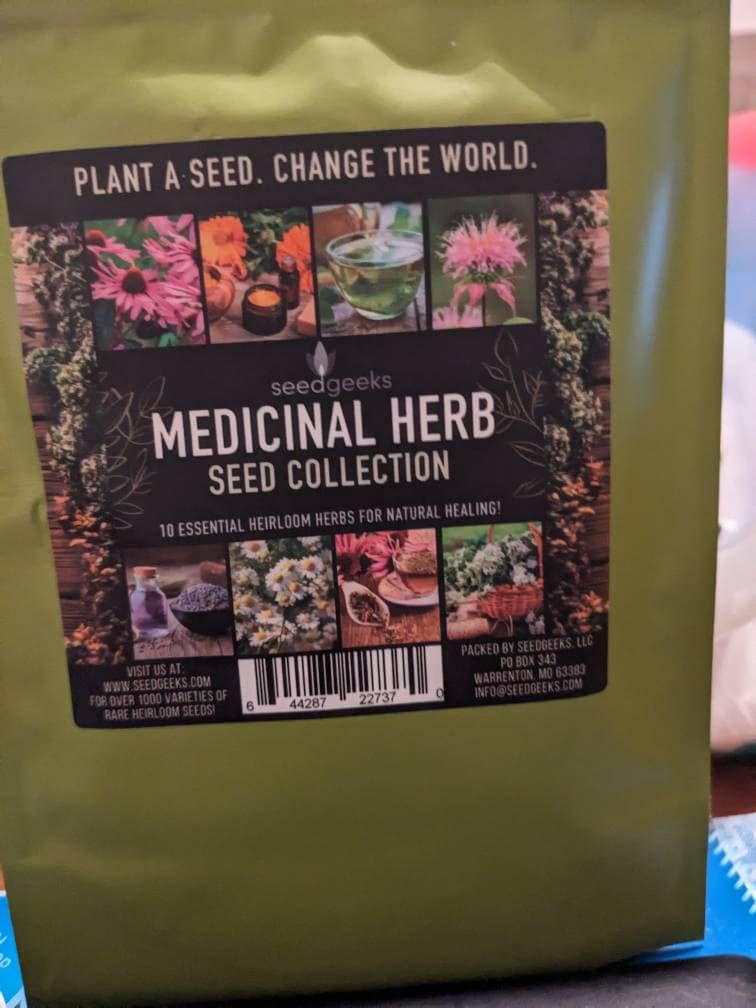 PLANT A SEED. CHANGE THE WORLD.
seedgeeks
MEDICINAL HERB
SEED COLLECTION
10 ESSENTIAL HEIRLOOM HERBS FOR NATURAL HEALING!
VISIT US AT:
WWW.SEEDGEEKS.COM
FOR OVER 1000 VARIETIES OF
RARE HEIRLOOM SEEDS!
6 44287 22737 0
PACKED BY SEEDGEEKS, LLC
PO BOX 343
WARRENTON, MO 63383
INFO@SEEDGEEKS.COM